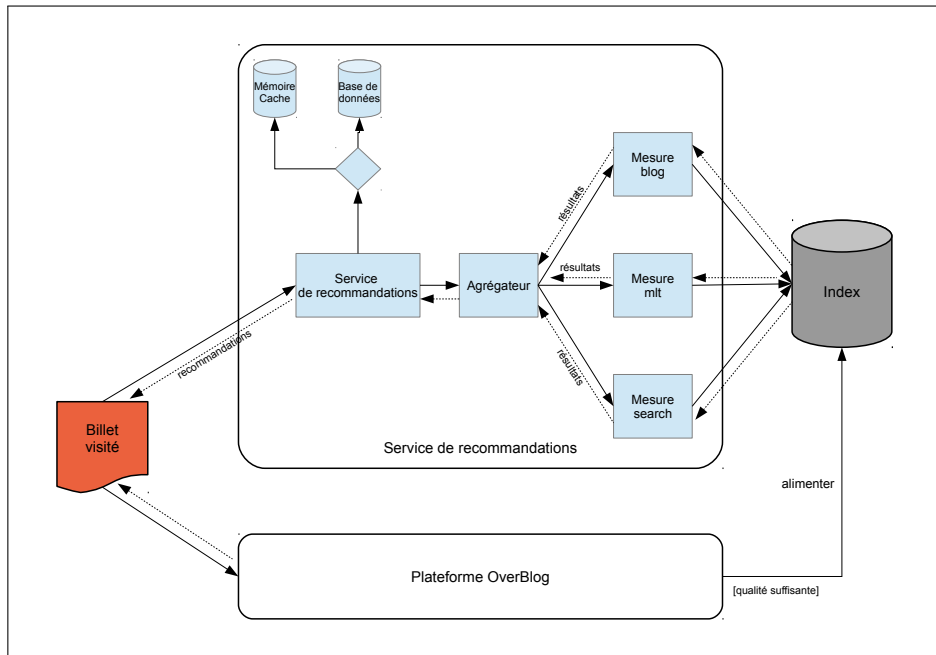 Mémoire
Cache
Base de
données
Mesure
blog
résultats
Service
de recommandations
Agrégateur
résultats
Mesure
mlt
Index
recommandations
résultats
Mesure
search
Billet
visité
Service de recommandations
alimenter
Plateforme OverBlog
[qualité suffisante]